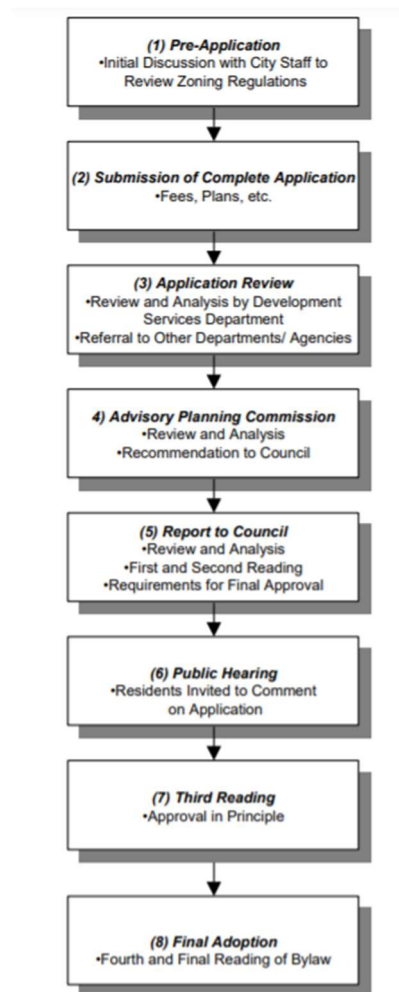 (1) Pre-Application
•Initial Discussion with City Staff to
Review Zoning Regulations
(2) Submission of Complete Application
•Fees, Plans, etc.
(3) Application Review
•Review and Analysis by Development
Services Department
•Referral to Other Departments/ Agencies
4) Advisory Planning Commission
•Review and Analysis
•Recommendation to Council
(5) Report to Council
•Review and Analysis
•First and Second Reading
•Requirements for Final Approval
(6) Public Hearing
•Residents Invited to Comment
on Application
(7) Third Reading
•Approval in Principle
(8) Final Adoption
•Fourth and Final Reading of Bylaw